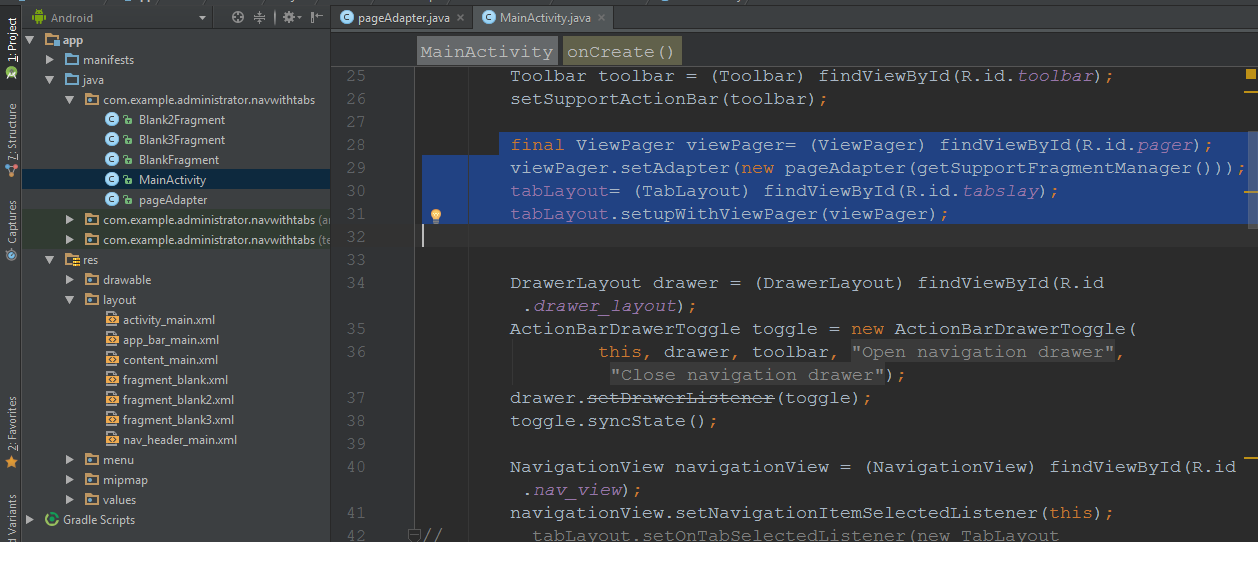 Android
pageAdapter.java
MainActivity.java
1: Project
7: Structure
Captures
2: Favorites
d Variants
app
manifests
java
com.example.administrator.navwithtabs
Blank2Fragment
Blank3Fragment
BlankFragment
MainActivity
pageAdapter
com.example.administrator.navwithtabs (a
com.example.administrator.navwithtabs (te
res
drawable
layout
activity_main.xml
app_bar_main.xml
content_main.xml
fragment_blank.xml
fragment_blank2.xml
fragment_blank3.xml
nav_header_main.xml
menu
mipmap
values
Gradle Scripts
MainActivity onCreate()
25 Toolbar toolbar = (Toolbar) findViewById(R.id.toolbar);
26 setSupportActionBar(toolbar);
27
28 final ViewPager viewPager= (ViewPager) findViewById(R.id.pager);
29 viewPager.setAdapter(new pageAdapter(getSupportFragmentManager()));
30 tabLayout= (TabLayout) findViewById(R.id.tabslay);
31 tabLayout.setupWithViewPager(viewPager);
32
33
34 DrawerLayout drawer = (DrawerLayout) findViewById(R.id
.drawer_layout);
35 ActionBarDrawerToggle toggle = new ActionBarDrawerToggle(
36 this, drawer, toolbar, "Open navigation drawer",
"Close navigation drawer");
37 drawer.setDrawerListener(toggle);
38 toggle.syncState();
39
40 NavigationView navigationView = (NavigationView) findViewById(R.id
.nav_view);
41 navigationView.setNavigationItemSelectedListener(this);
42 // tabLayout.setOnTabSelectedListener(new TabLayout